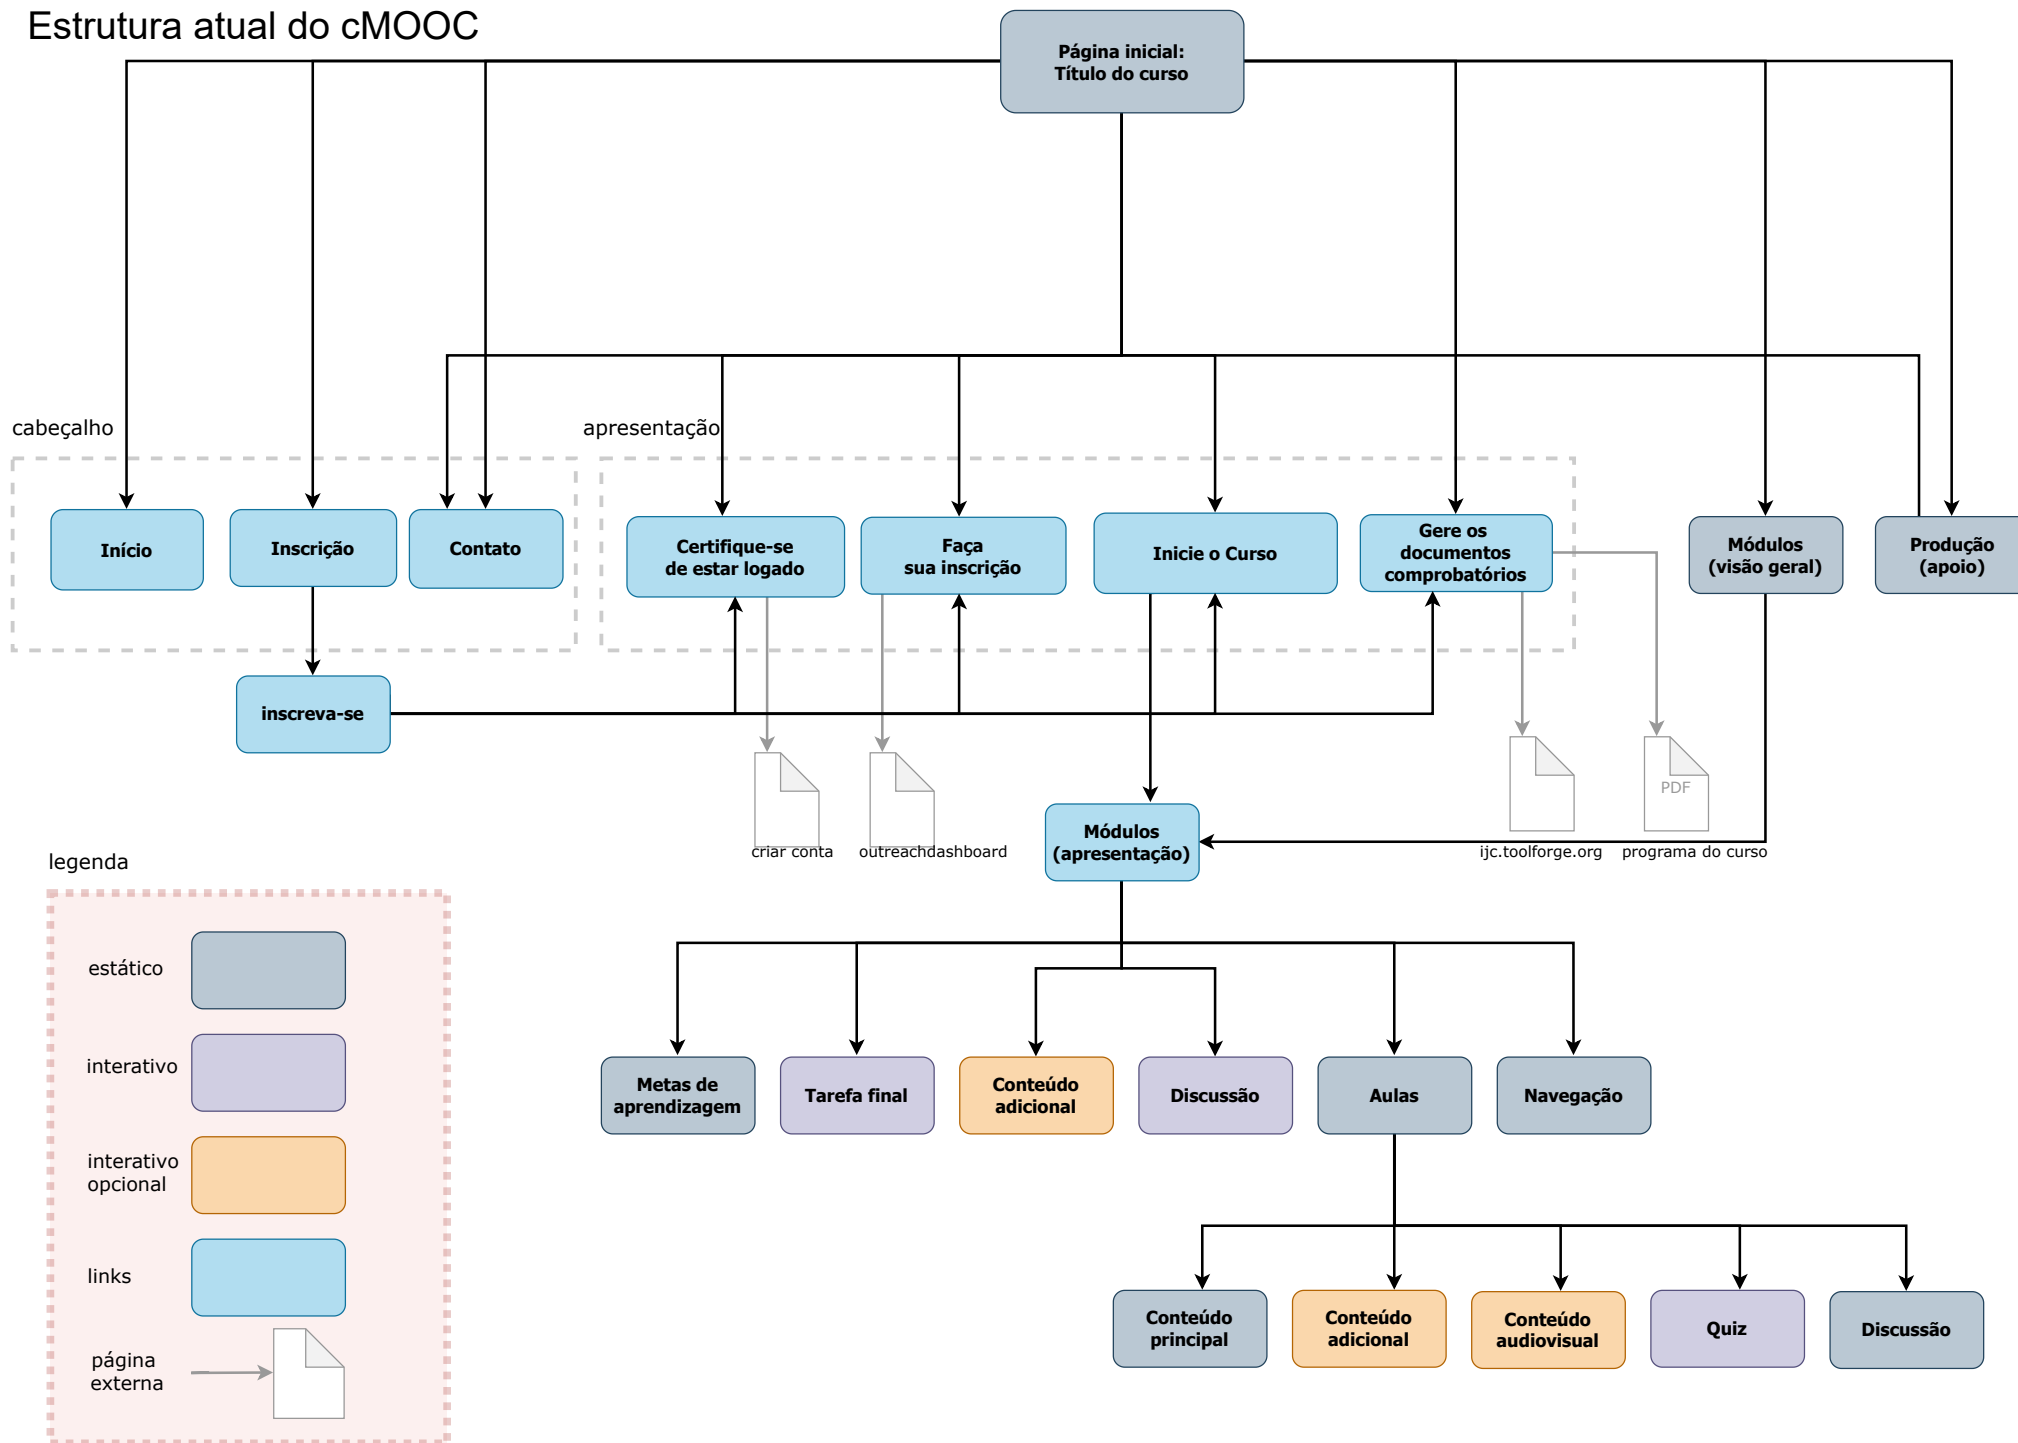 Estrutura atual do cMOOC
Página inicial:
Título do curso
cabeçalho
apresentação
Início
Inscrição
Contato
Certifique-se
de estar logado
Faça
sua inscrição
Inicie o Curso
Gere os
documentos
comprobatórios
Módulos
(visão geral)
Produção
(apoio)
inscreva-se
PDF
criar conta
outreachdashboard
Módulos
(apresentação)
ijc.toolforge.org
programa do curso
legenda
estático
interativo
interativo
opcional
links
página
externa
Metas de
aprendizagem
Tarefa final
Conteúdo
adicional
Discussão
Aulas
Navegação
Conteúdo
principal
Conteúdo
adicional
Conteúdo
audiovisual
Quiz
Discussão